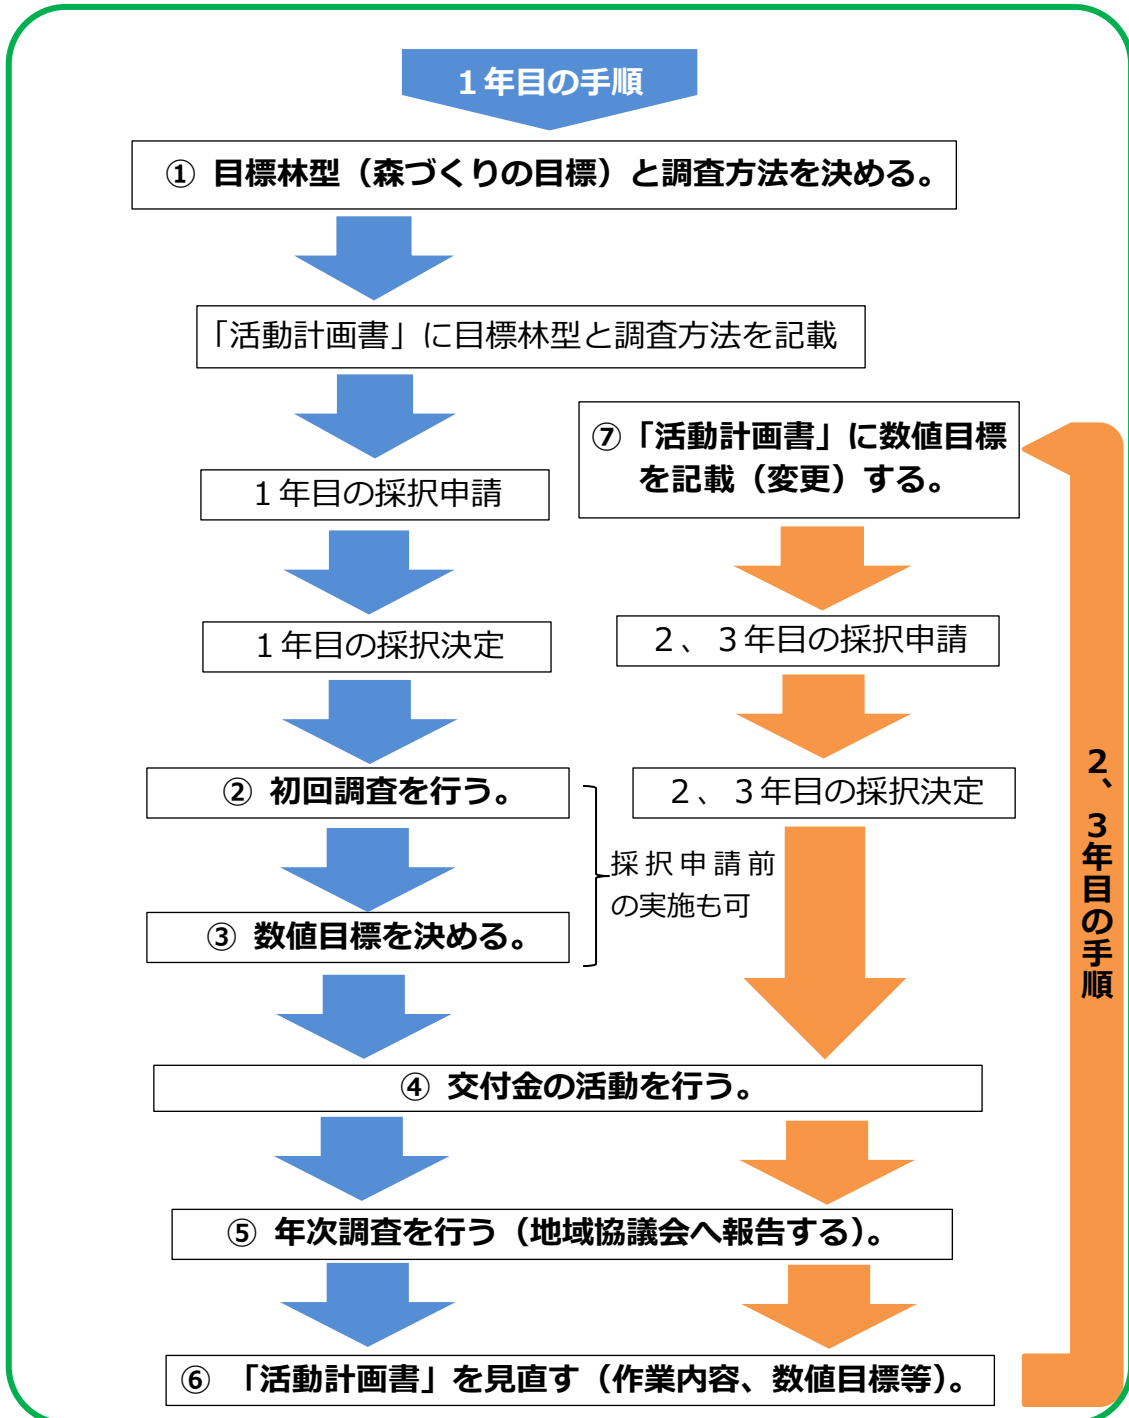 １年目の手順
① 目標林型（森づくりの目標）と調査方法を決める。
「活動計画書」に目標林型と調査方法を記載
１年目の採択申請
１年目の採択決定
② 初回調査を行う。
③ 数値目標を決める。
採択申請前
の実施も可
⑦「活動計画書」に数値目標
を記載（変更）する。
２、３年目の採択申請
２、３年目の採択決定
④ 交付金の活動を行う。
⑤ 年次調査を行う（地域協議会へ報告する）。
⑥ 「活動計画書」を見直す（作業内容、数値目標等）。
２、３年目の手順